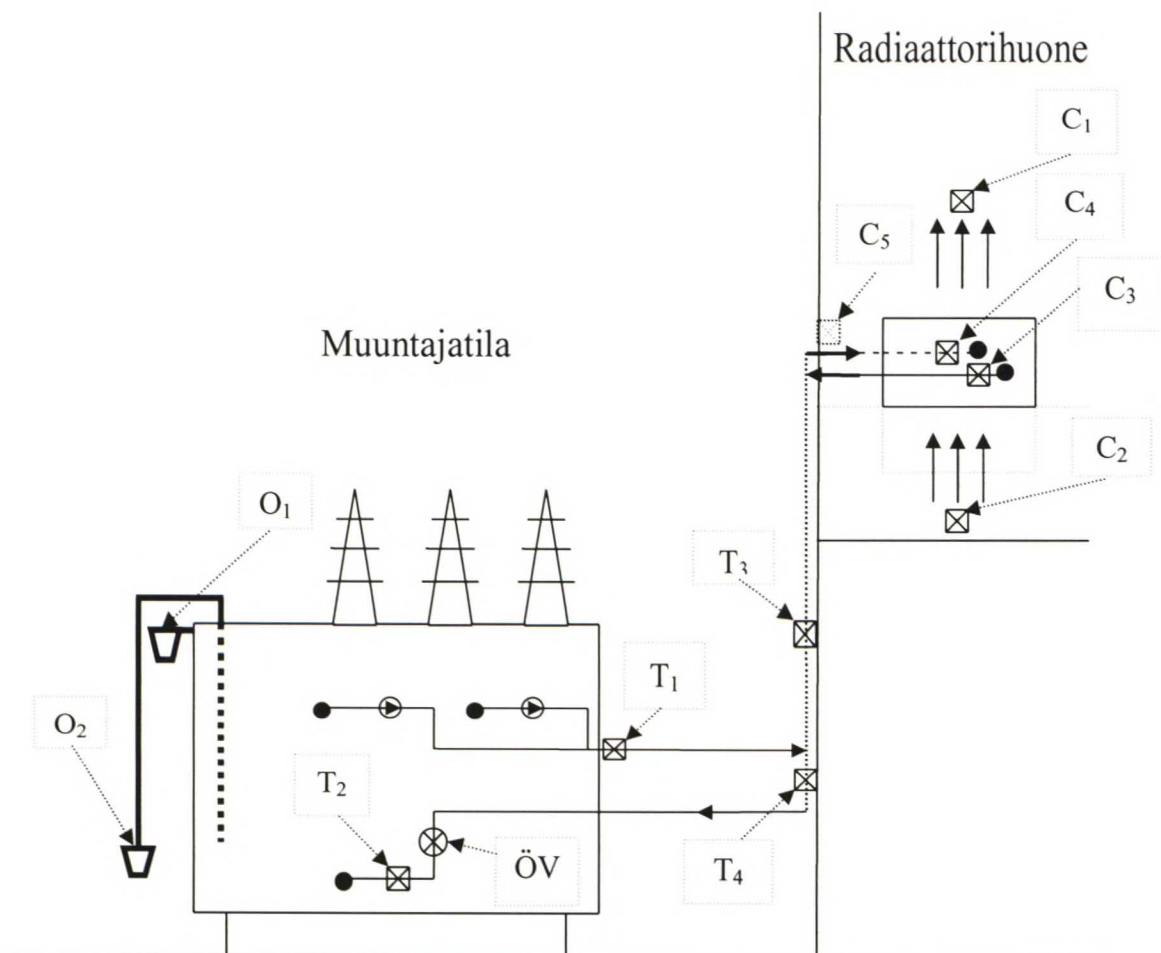 Radiaattorihuone
C₁
C₄
C₅
C₃
Muuntajatila
C₂
O₁
T₃
T₁
O₂
T₂
ÖV
T₄